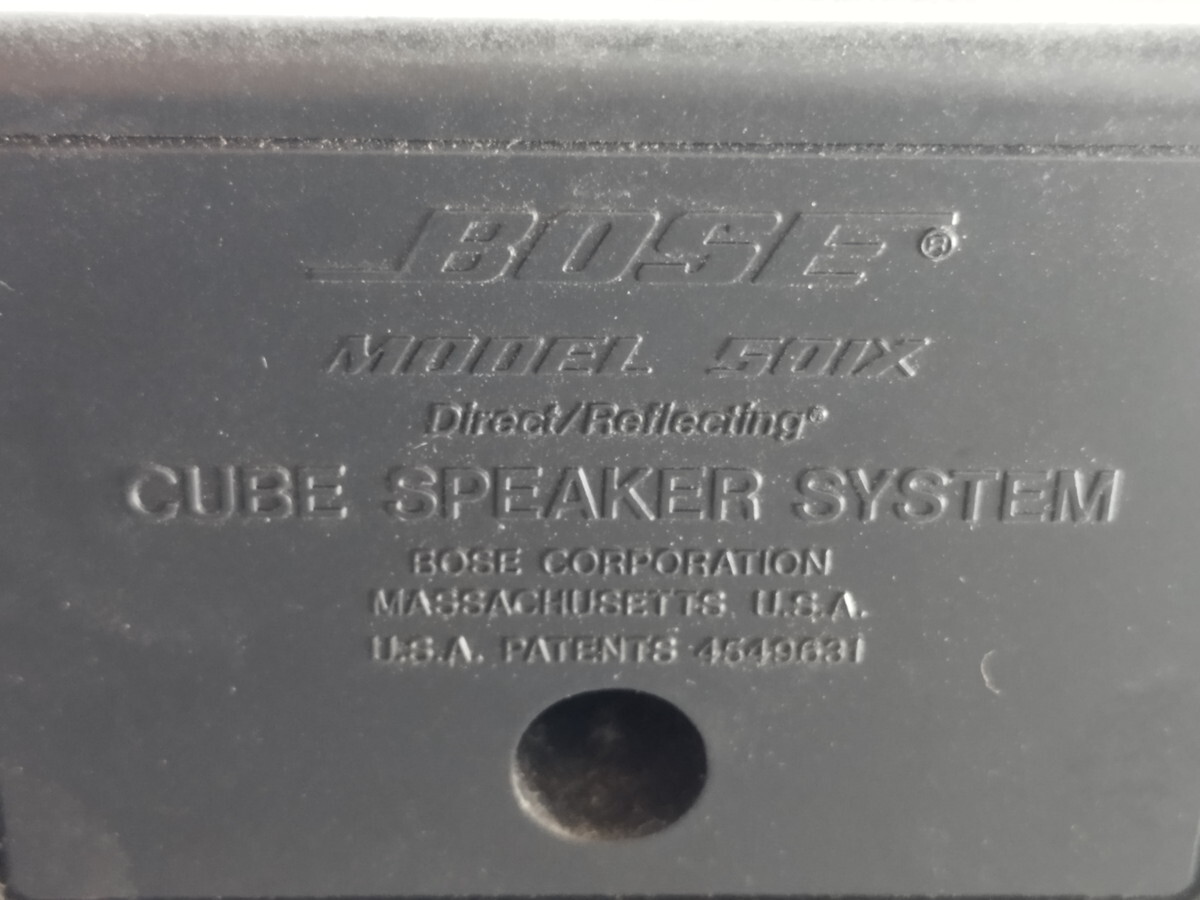 BOSE®
MODEL 501X
Direct/Reflecting®
CUBE SPEAKER SYSTEM
BOSE CORPORATION
MASSACHUSETTS U.S.A.
U.S.A. PATENTS 4549631